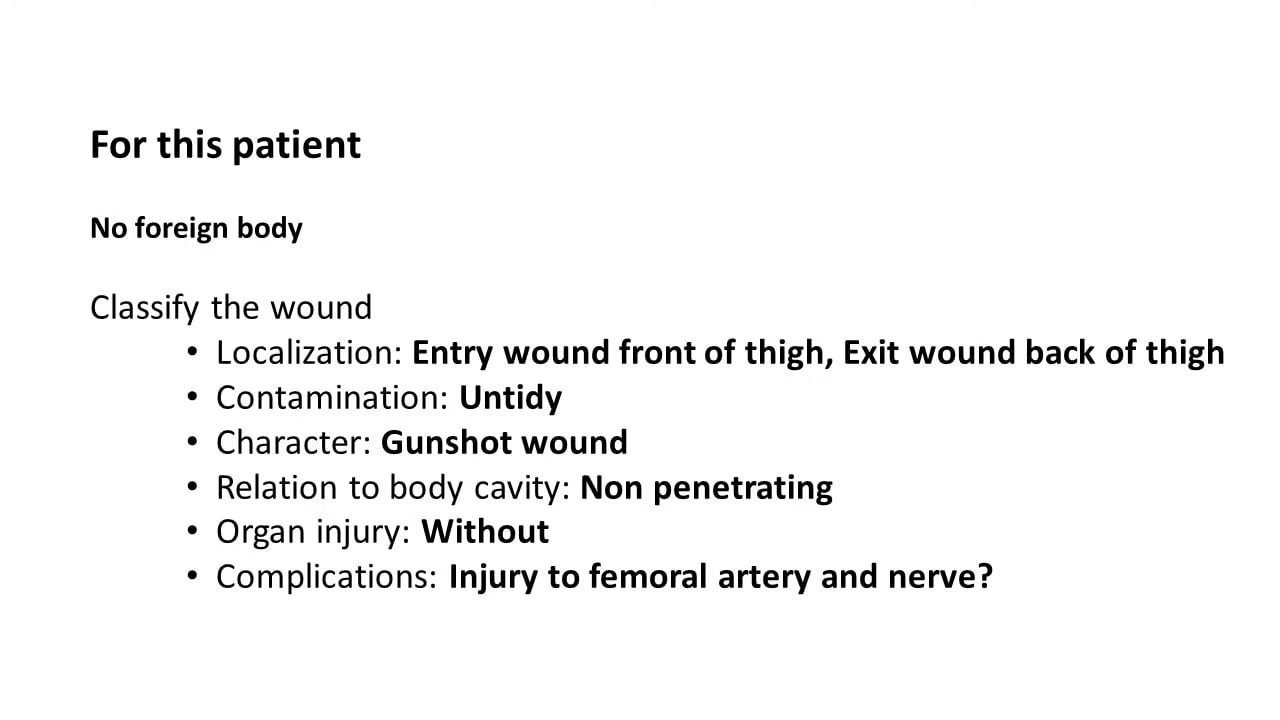 For this patient
No foreign body
Classify the wound
• Localization: Entry wound front of thigh, Exit wound back of thigh
• Contamination: Untidy
• Character: Gunshot wound
• Relation to body cavity: Non penetrating
• Organ injury: Without
• Complications: Injury to femoral artery and nerve?